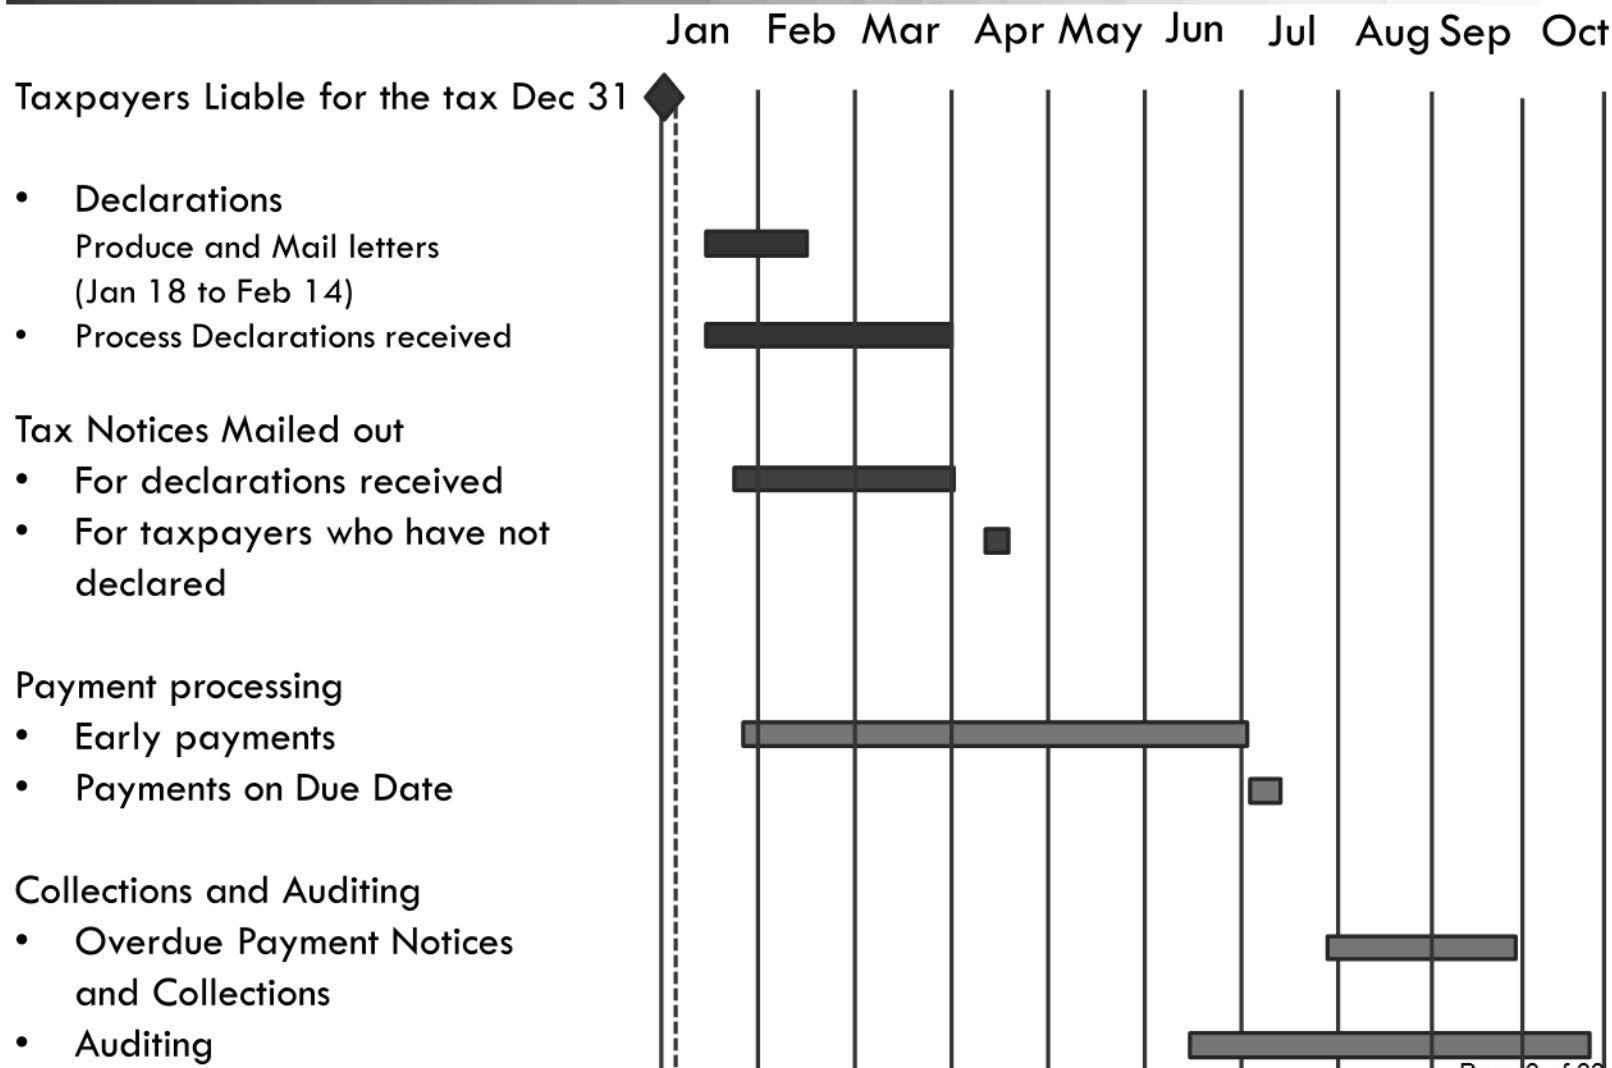 Jan Feb Mar Apr May Jun Jul Aug Sep Oct
Taxpayers Liable for the tax Dec 31
• Declarations
Produce and Mail letters
(Jan 18 to Feb 14)
• Process Declarations received
Tax Notices Mailed out
• For declarations received
• For taxpayers who have not
declared
Payment processing
• Early payments
• Payments on Due Date
Collections and Auditing
• Overdue Payment Notices
and Collections
• Auditing